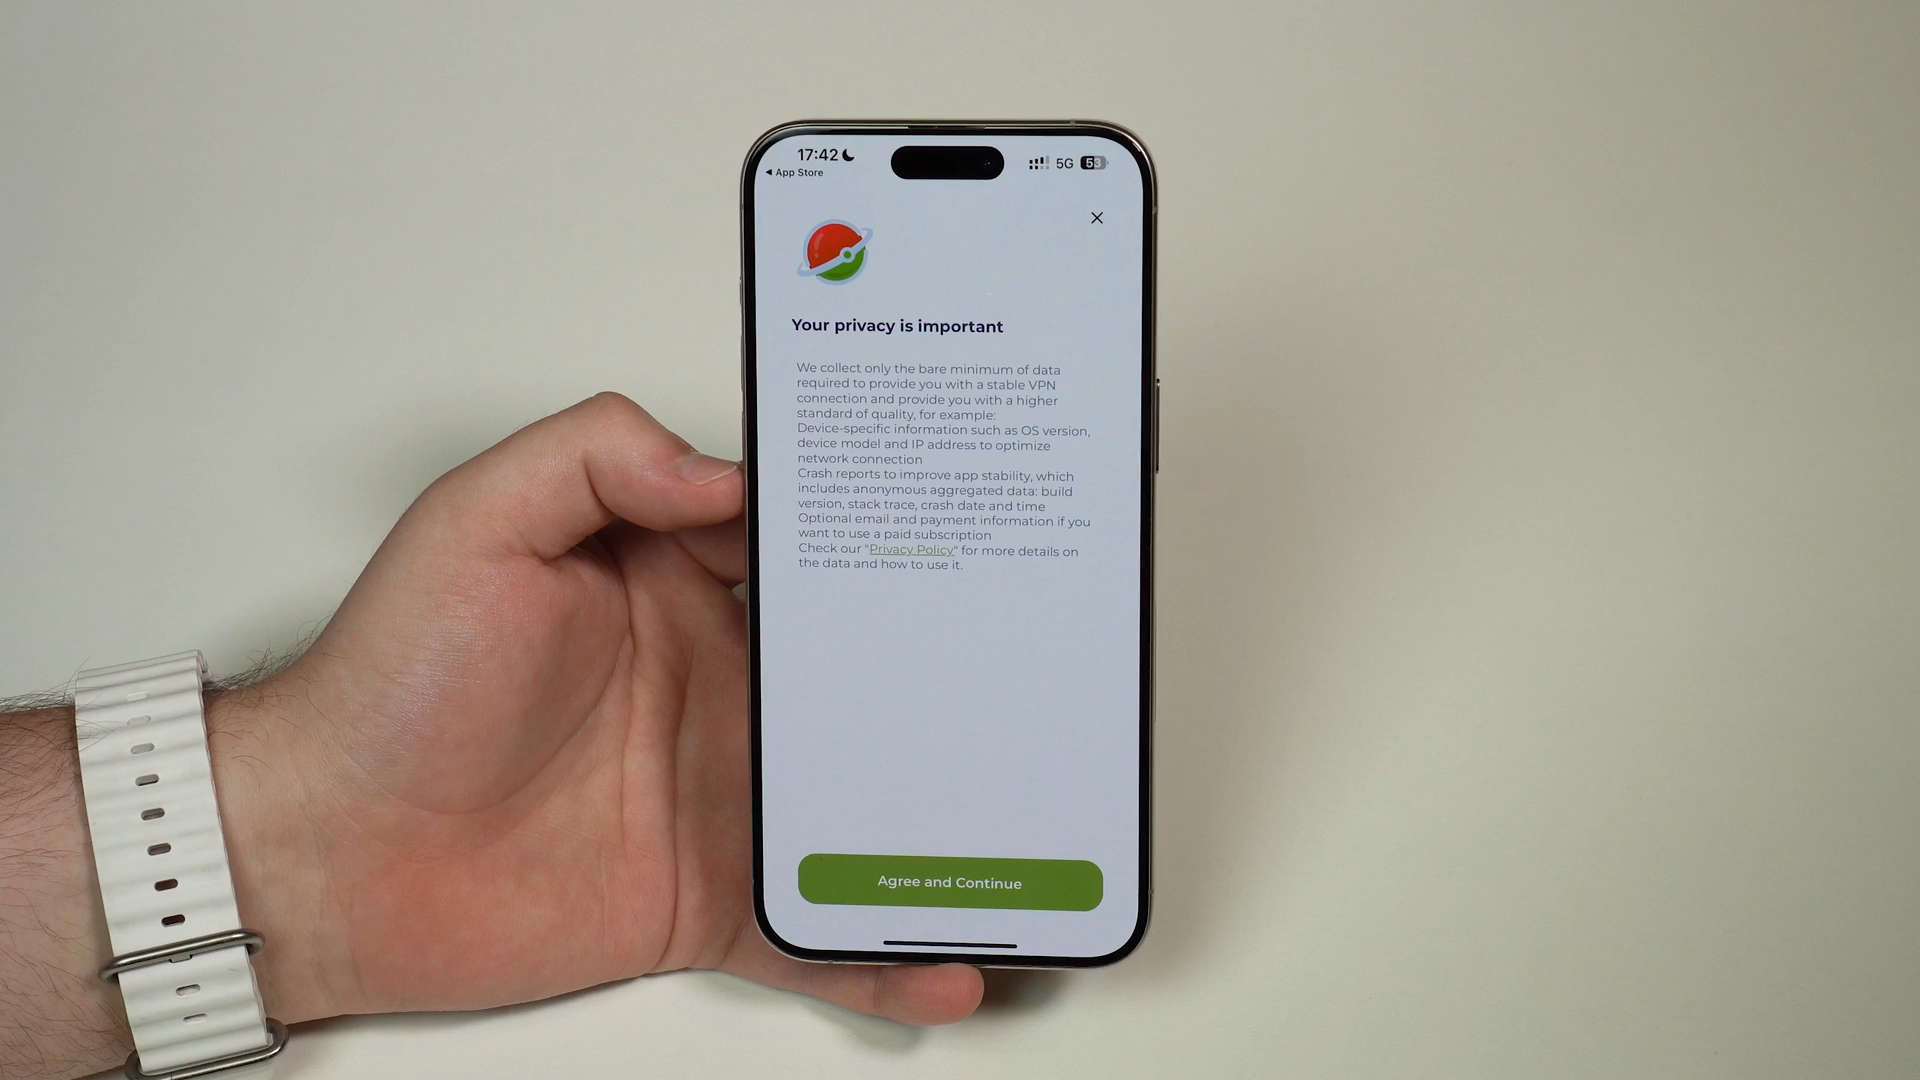 17:42
5G
53
App Store
Your privacy is important
We collect only the bare minimum of data
required to provide you with a stable VPN
connection and provide you with a higher
standard of quality, for example:
Device-specific information such as OS version,
device model and IP address to optimize
network connection
Crash reports to improve app stability, which
includes anonymous aggregated data: build
version, stack trace, crash date and time
Optional email and payment information if you
want to use a paid subscription
Check our "Privacy Policy" for more details on
the data and how to use it.
Agree and Continue